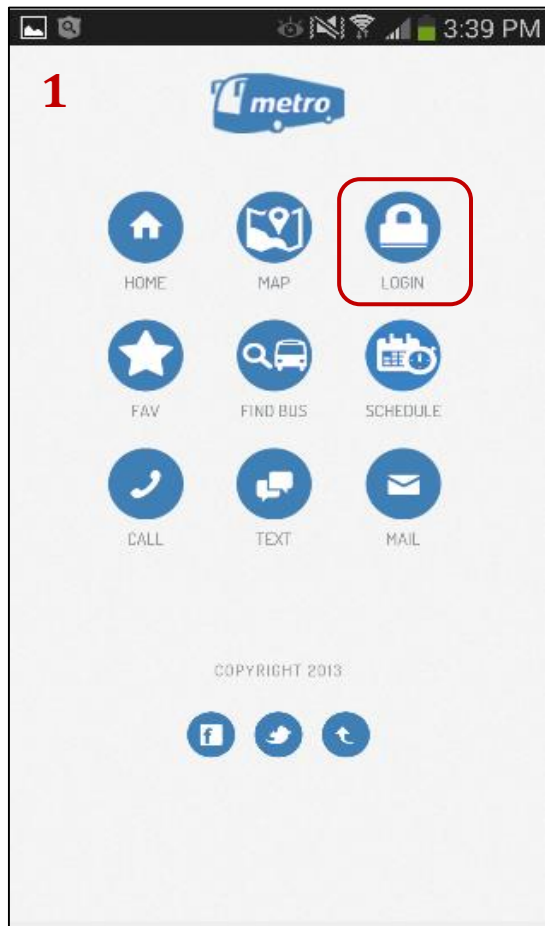 3:39 PM
1
metro
HOME MAP LOGIN
FAV FIND BUS SCHEDULE
CALL TEXT MAIL
COPYRIGHT 2013
f